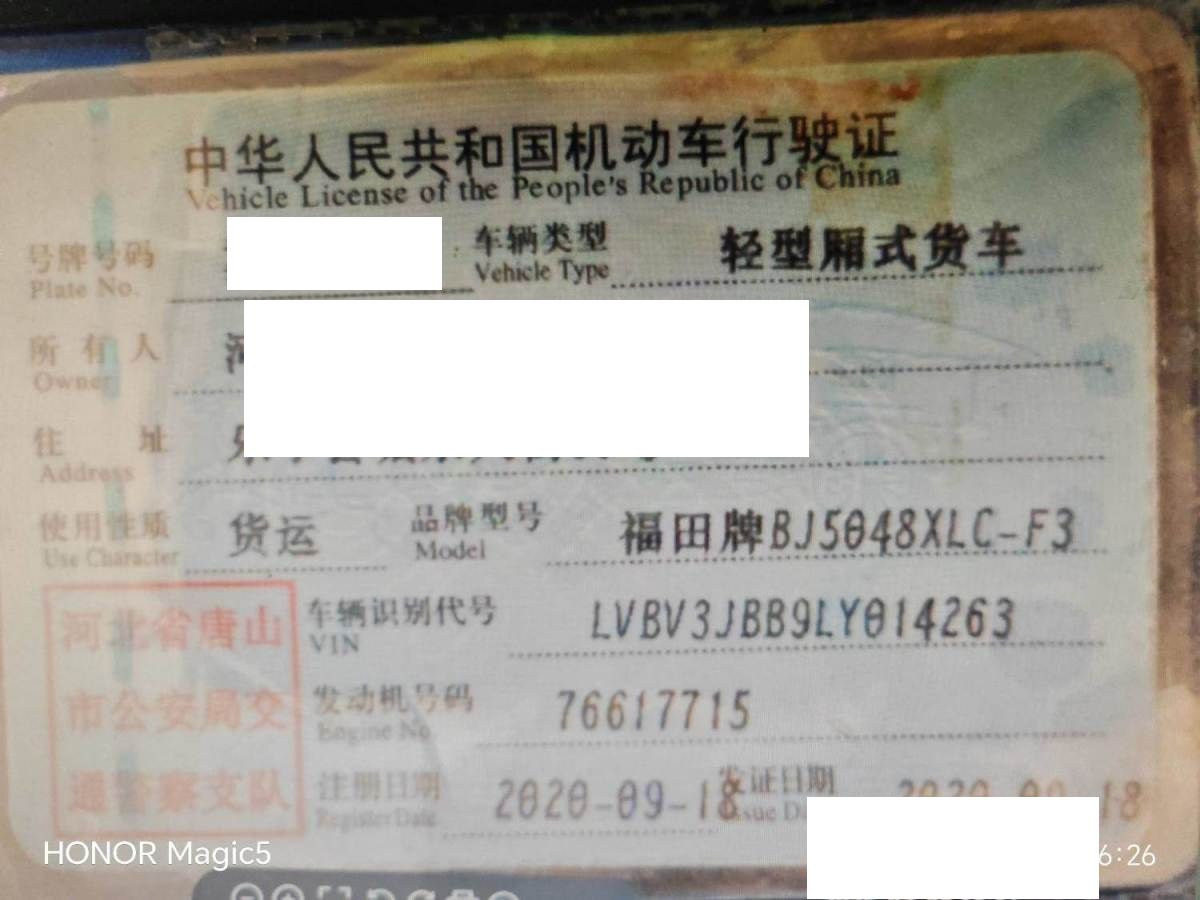 中华人民共和国机动车行驶证
Vehicle License of the People's Republic of China
号牌号码 车辆类型 轻型厢式货车
Plate No. Vehicle Type
所有人
Owner
住址
Address
使用性质 货运 品牌型号 福田牌BJ5048XLC-F3
Use Character Model
河北省唐山 车辆识别代号 LVBV3JBB9LY014263
VIN
市公安局交 发动机号码 76617715
Engine No.
通警察支队 注册日期 2020-09-18 发证日期 2020-09-18
Register Date Issue
HONOR Magic5 6:26